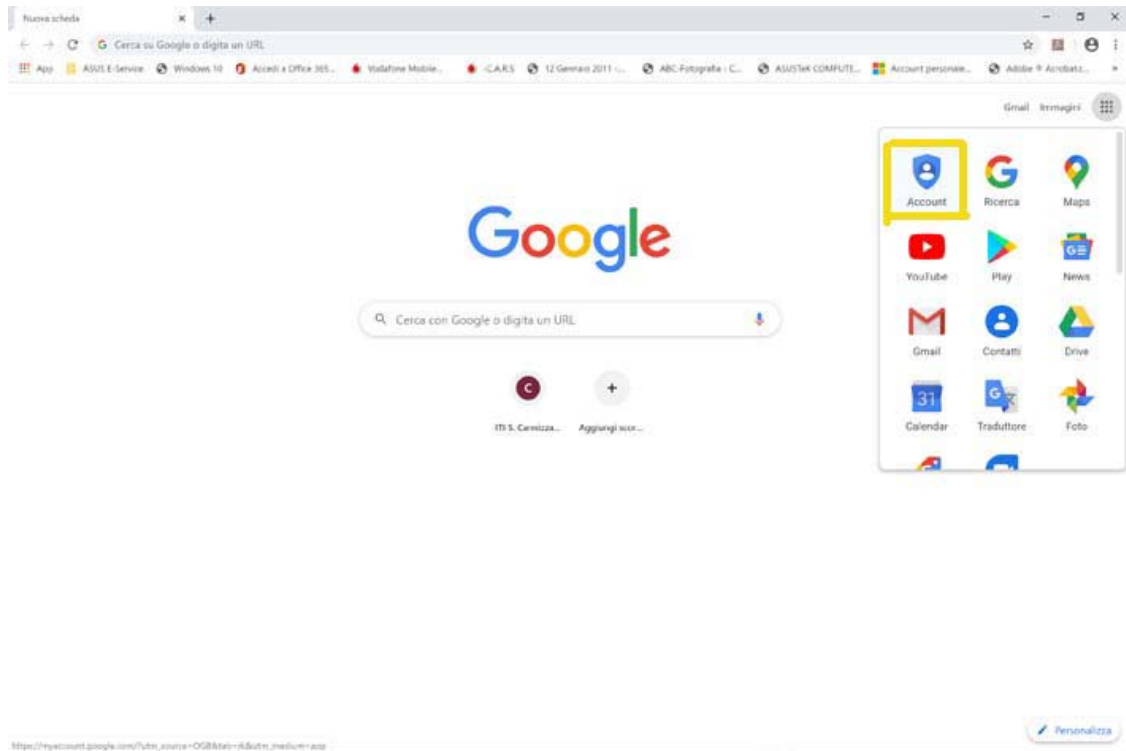 Nuova scheda
Cerca su Google o digita un URL
App ASUS E-Service Windows 10 Accedi a Office 365... Vodafone Mobile... -C.A.R.S 12 Gennaio 2011 -... ABC-Fotografia : C... ASUSTeK COMPUTE... Account personale... Adobe ® Acrobat...
Gmail Immagini
Account Ricerca Maps
YouTube Play News
Gmail Contatti Drive
31
Calendar Traduttore Foto
Google
Cerca con Google o digita un URL
C
ITI S. Cannizza... Aggiungi scor...
Personalizza